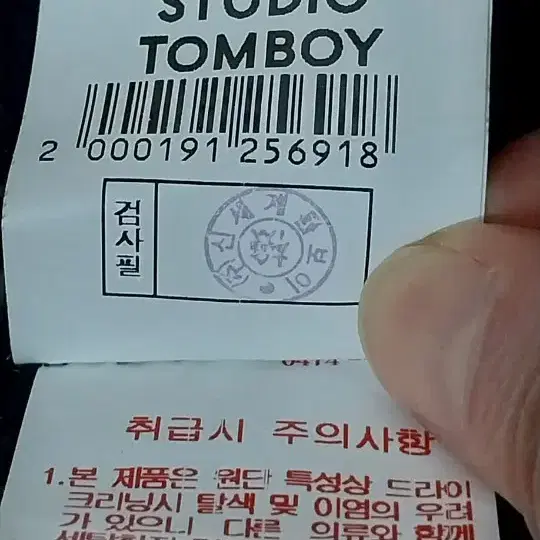 STUDIO
TOMBOY
2 000191 256918
검사필
취급시 주의사항
1.본 제품은 원단 특성상 드라이
크리닝시 탈색 및 이염의 우려
가 있으니 다른 의류와 함께